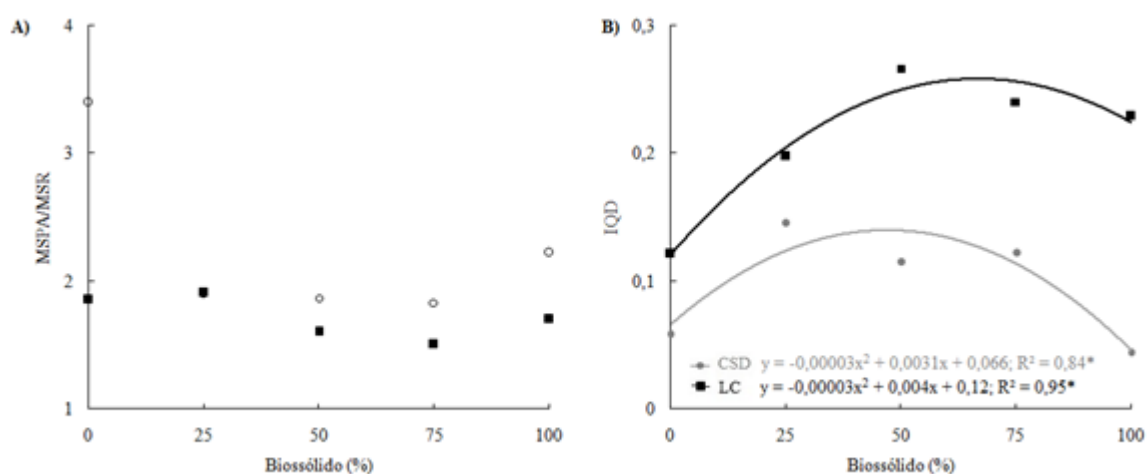 A)
4
3
2
1
MSPA/MSR
0 25 50 75 100
Biossólido (%)
B)
0,3
0,2
0,1
0
IQD
CSD y = -0,00003x² + 0,0031x + 0,066; R² = 0,84*
LC y = -0,00003x² + 0,004x + 0,12; R² = 0,95*
0 25 50 75 100
Biossólido (%)